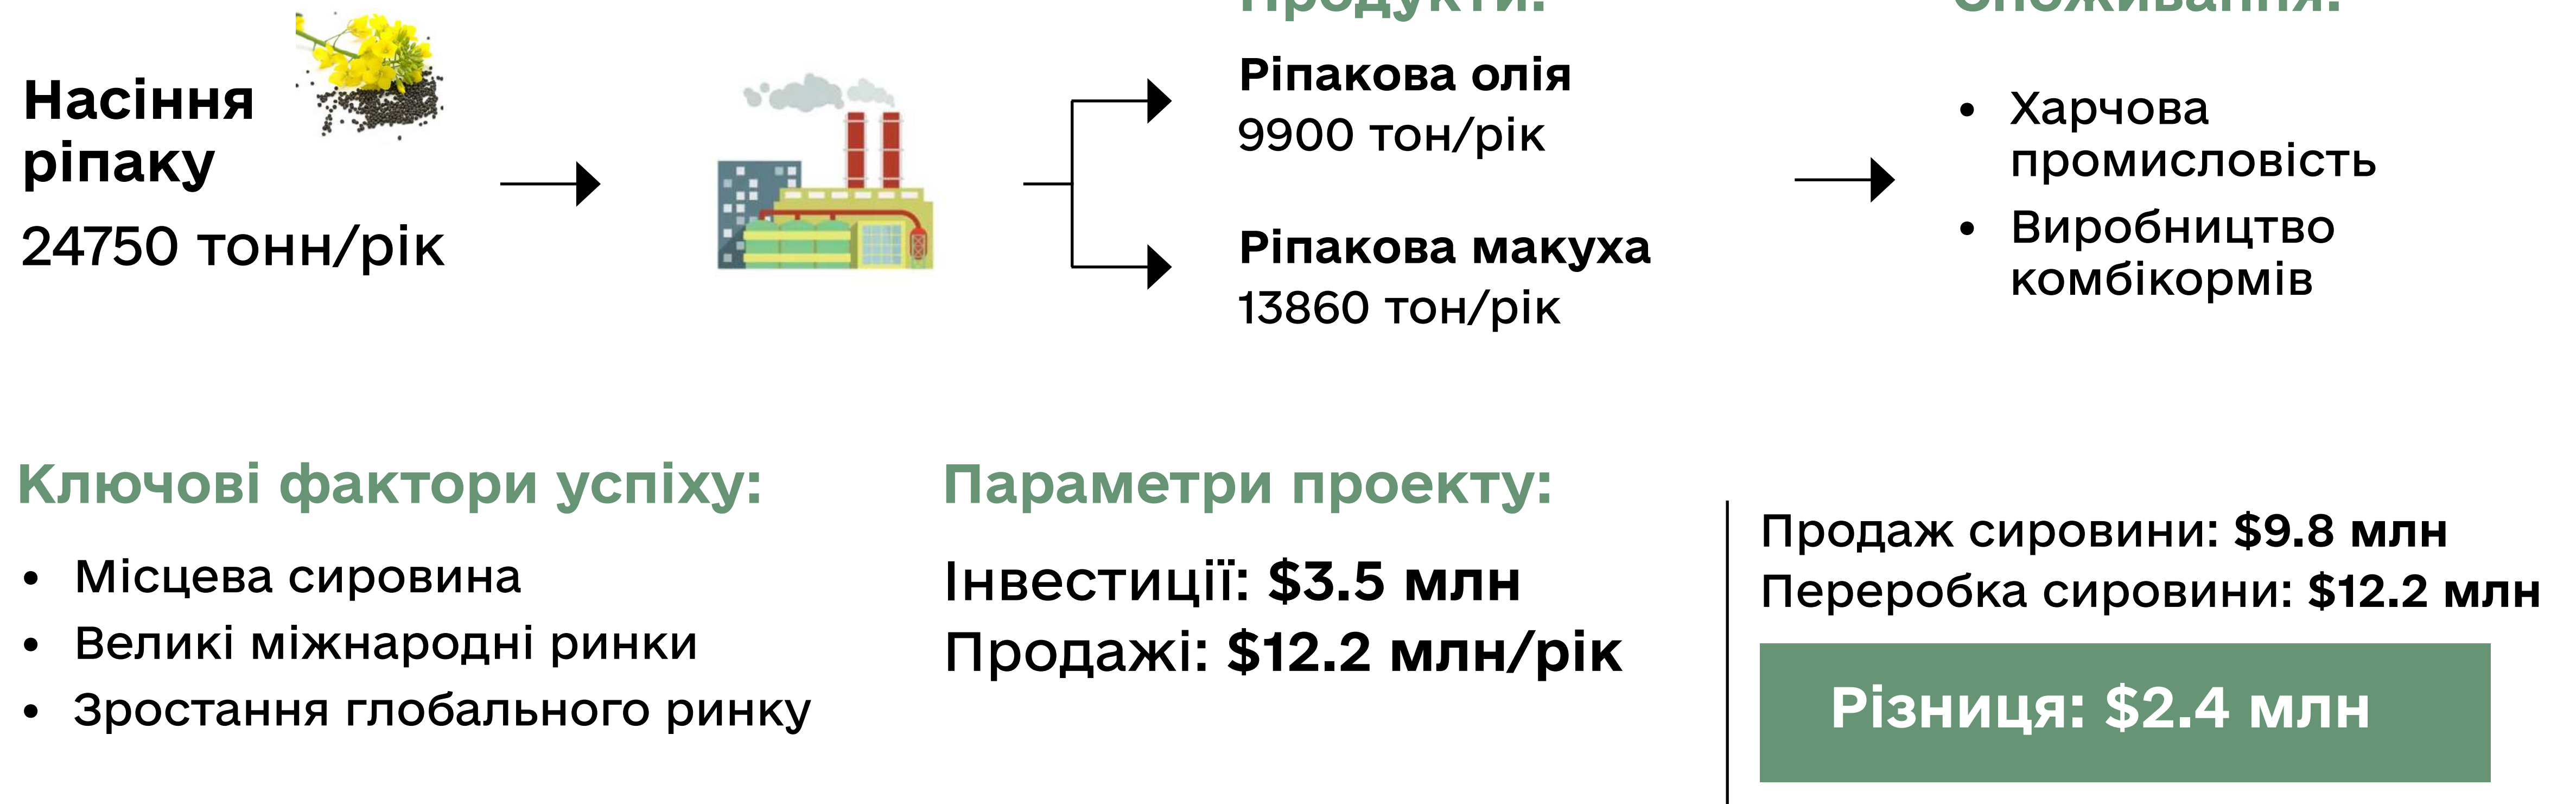 Продукти:
Споживання:
Насіння
ріпаку
24750 тонн/рік
Ріпакова олія
9900 тон/рік
Ріпакова макуха
13860 тон/рік
• Харчова
промисловість
• Виробництво
комбікормів
Ключові фактори успіху:
• Місцева сировина
• Великі міжнародні ринки
• Зростання глобального ринку
Параметри проекту:
Інвестиції: $3.5 млн
Продажі: $12.2 млн/рік
Продаж сировини: $9.8 млн
Переробка сировини: $12.2 млн
Різниця: $2.4 млн